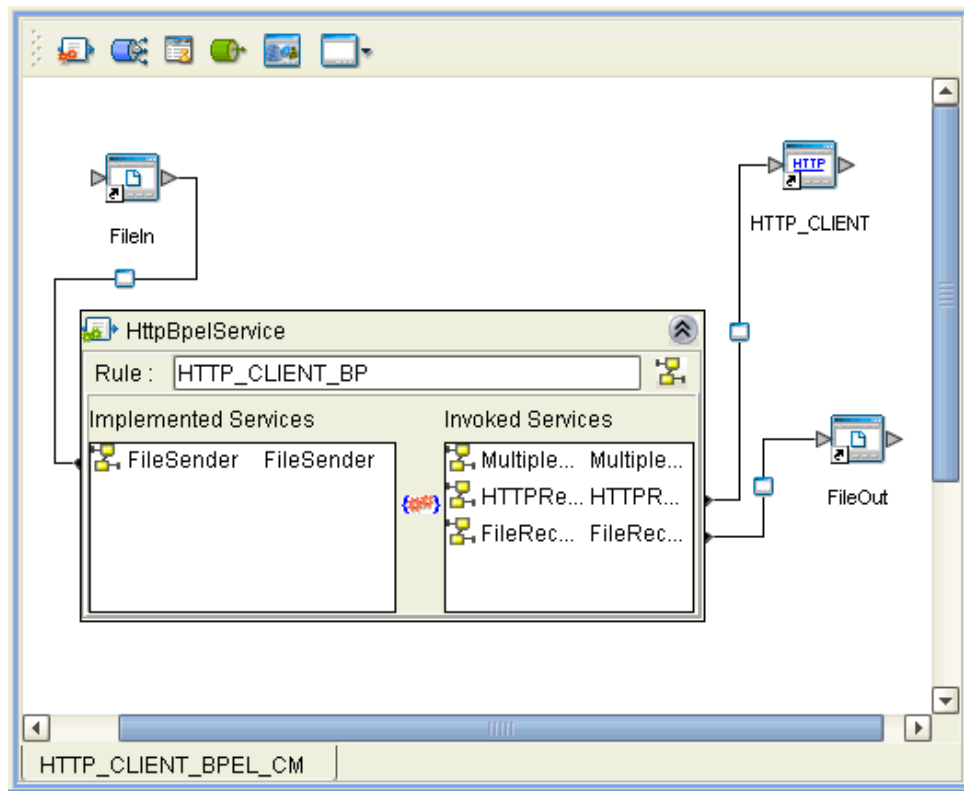 HTTP
FileIn
HTTP_CLIENT
HttpBpelService
Rule : HTTP_CLIENT_BP
Implemented Services
Invoked Services
FileSender FileSender
Multiple... Multiple...
HTTPRe... HTTPR...
FileRec... FileRec...
FileOut
HTTP_CLIENT_BPEL_CM